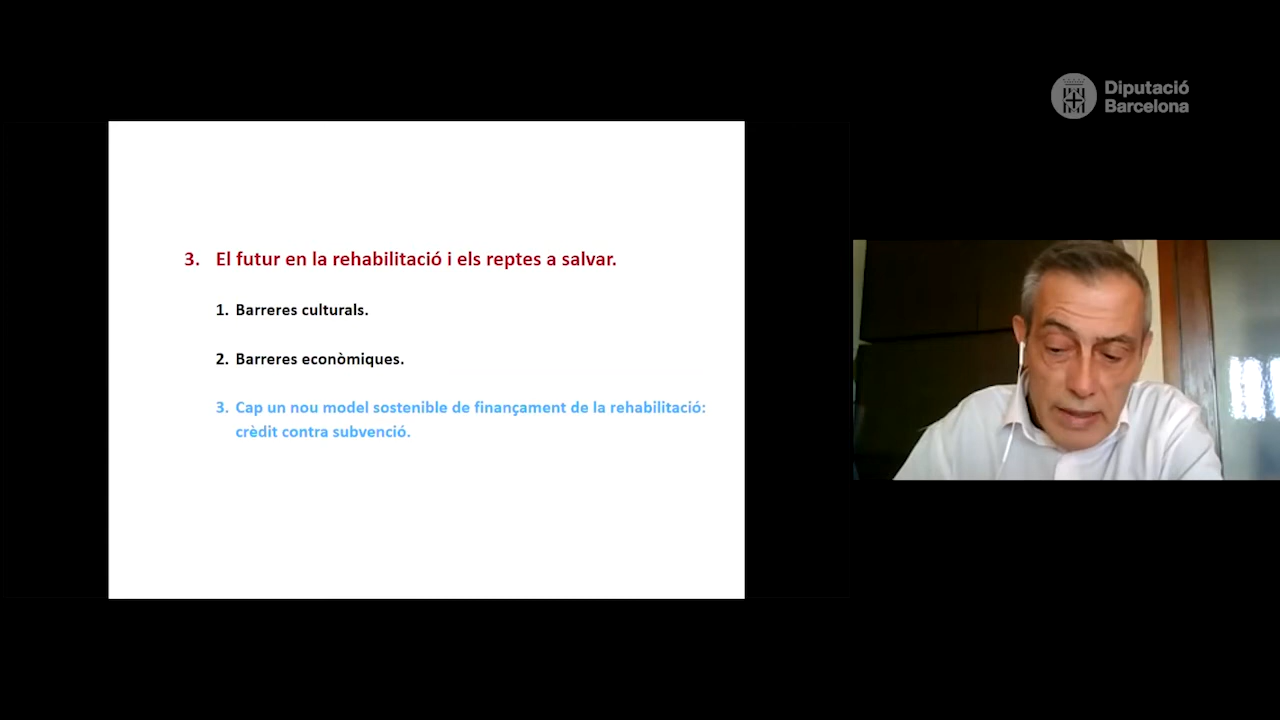 Diputació
Barcelona
3. El futur en la rehabilitació i els reptes a salvar.
1. Barreres culturals.
2. Barreres econòmiques.
3. Cap un nou model sostenible de finançament de la rehabilitació:
crèdit contra subvenció.